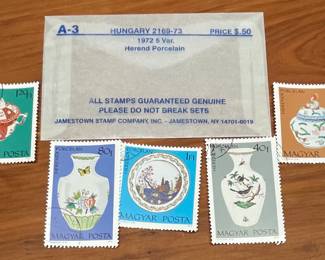 A-3
HUNGARY 2169-73
PRICE $.50
1972 5 Var.
Herend Porcelain
ALL STAMPS GUARANTEED GENUINE
PLEASE DO NOT BREAK SETS
JAMESTOWN STAMP COMPANY, INC. - JAMESTOWN, NY 14701-0019
POSTA
80f
MAGYAR POSTA
1Ft
MAGYAR POSTA
40f
MAGYAR POSTA
MAGYAR